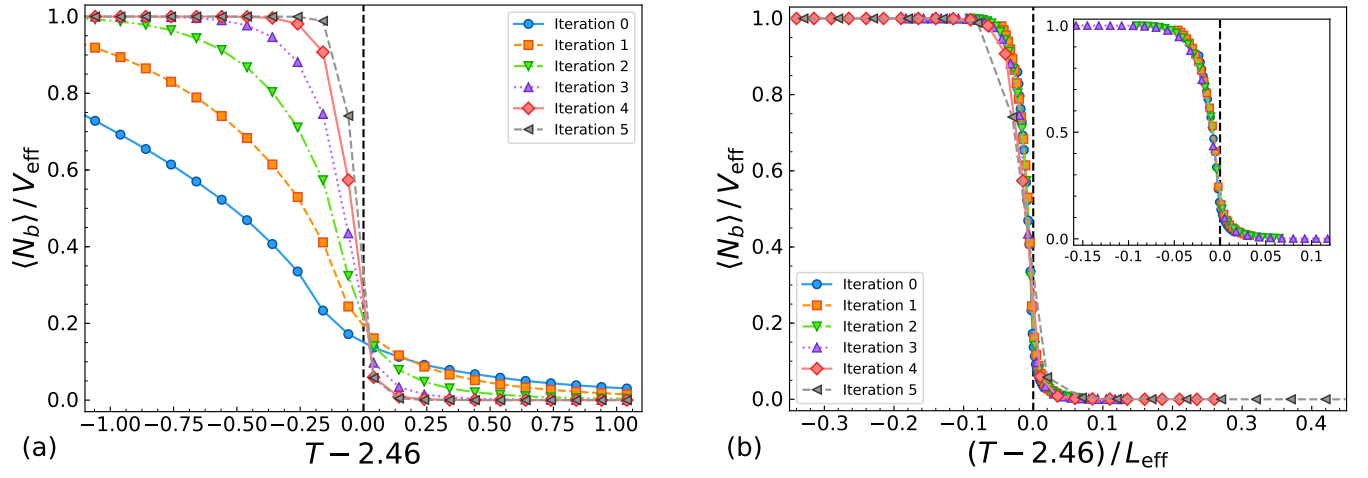 ⟨N_b⟩ / V_eff
1.0
0.8
0.6
0.4
0.2
0.0
Iteration 0
Iteration 1
Iteration 2
Iteration 3
Iteration 4
Iteration 5
−1.00 −0.75 −0.50 −0.25 0.00 0.25 0.50 0.75 1.00
(a)
T − 2.46
⟨N_b⟩ / V_eff
1.0
0.8
0.6
0.4
0.2
0.0
1.0
0.5
0.0
−0.15 −0.10 −0.05 0.0 0.05 0.10
Iteration 0
Iteration 1
Iteration 2
Iteration 3
Iteration 4
Iteration 5
−0.3 −0.2 −0.1 0.0 0.1 0.2 0.3 0.4
(b)
(T − 2.46) / L_eff